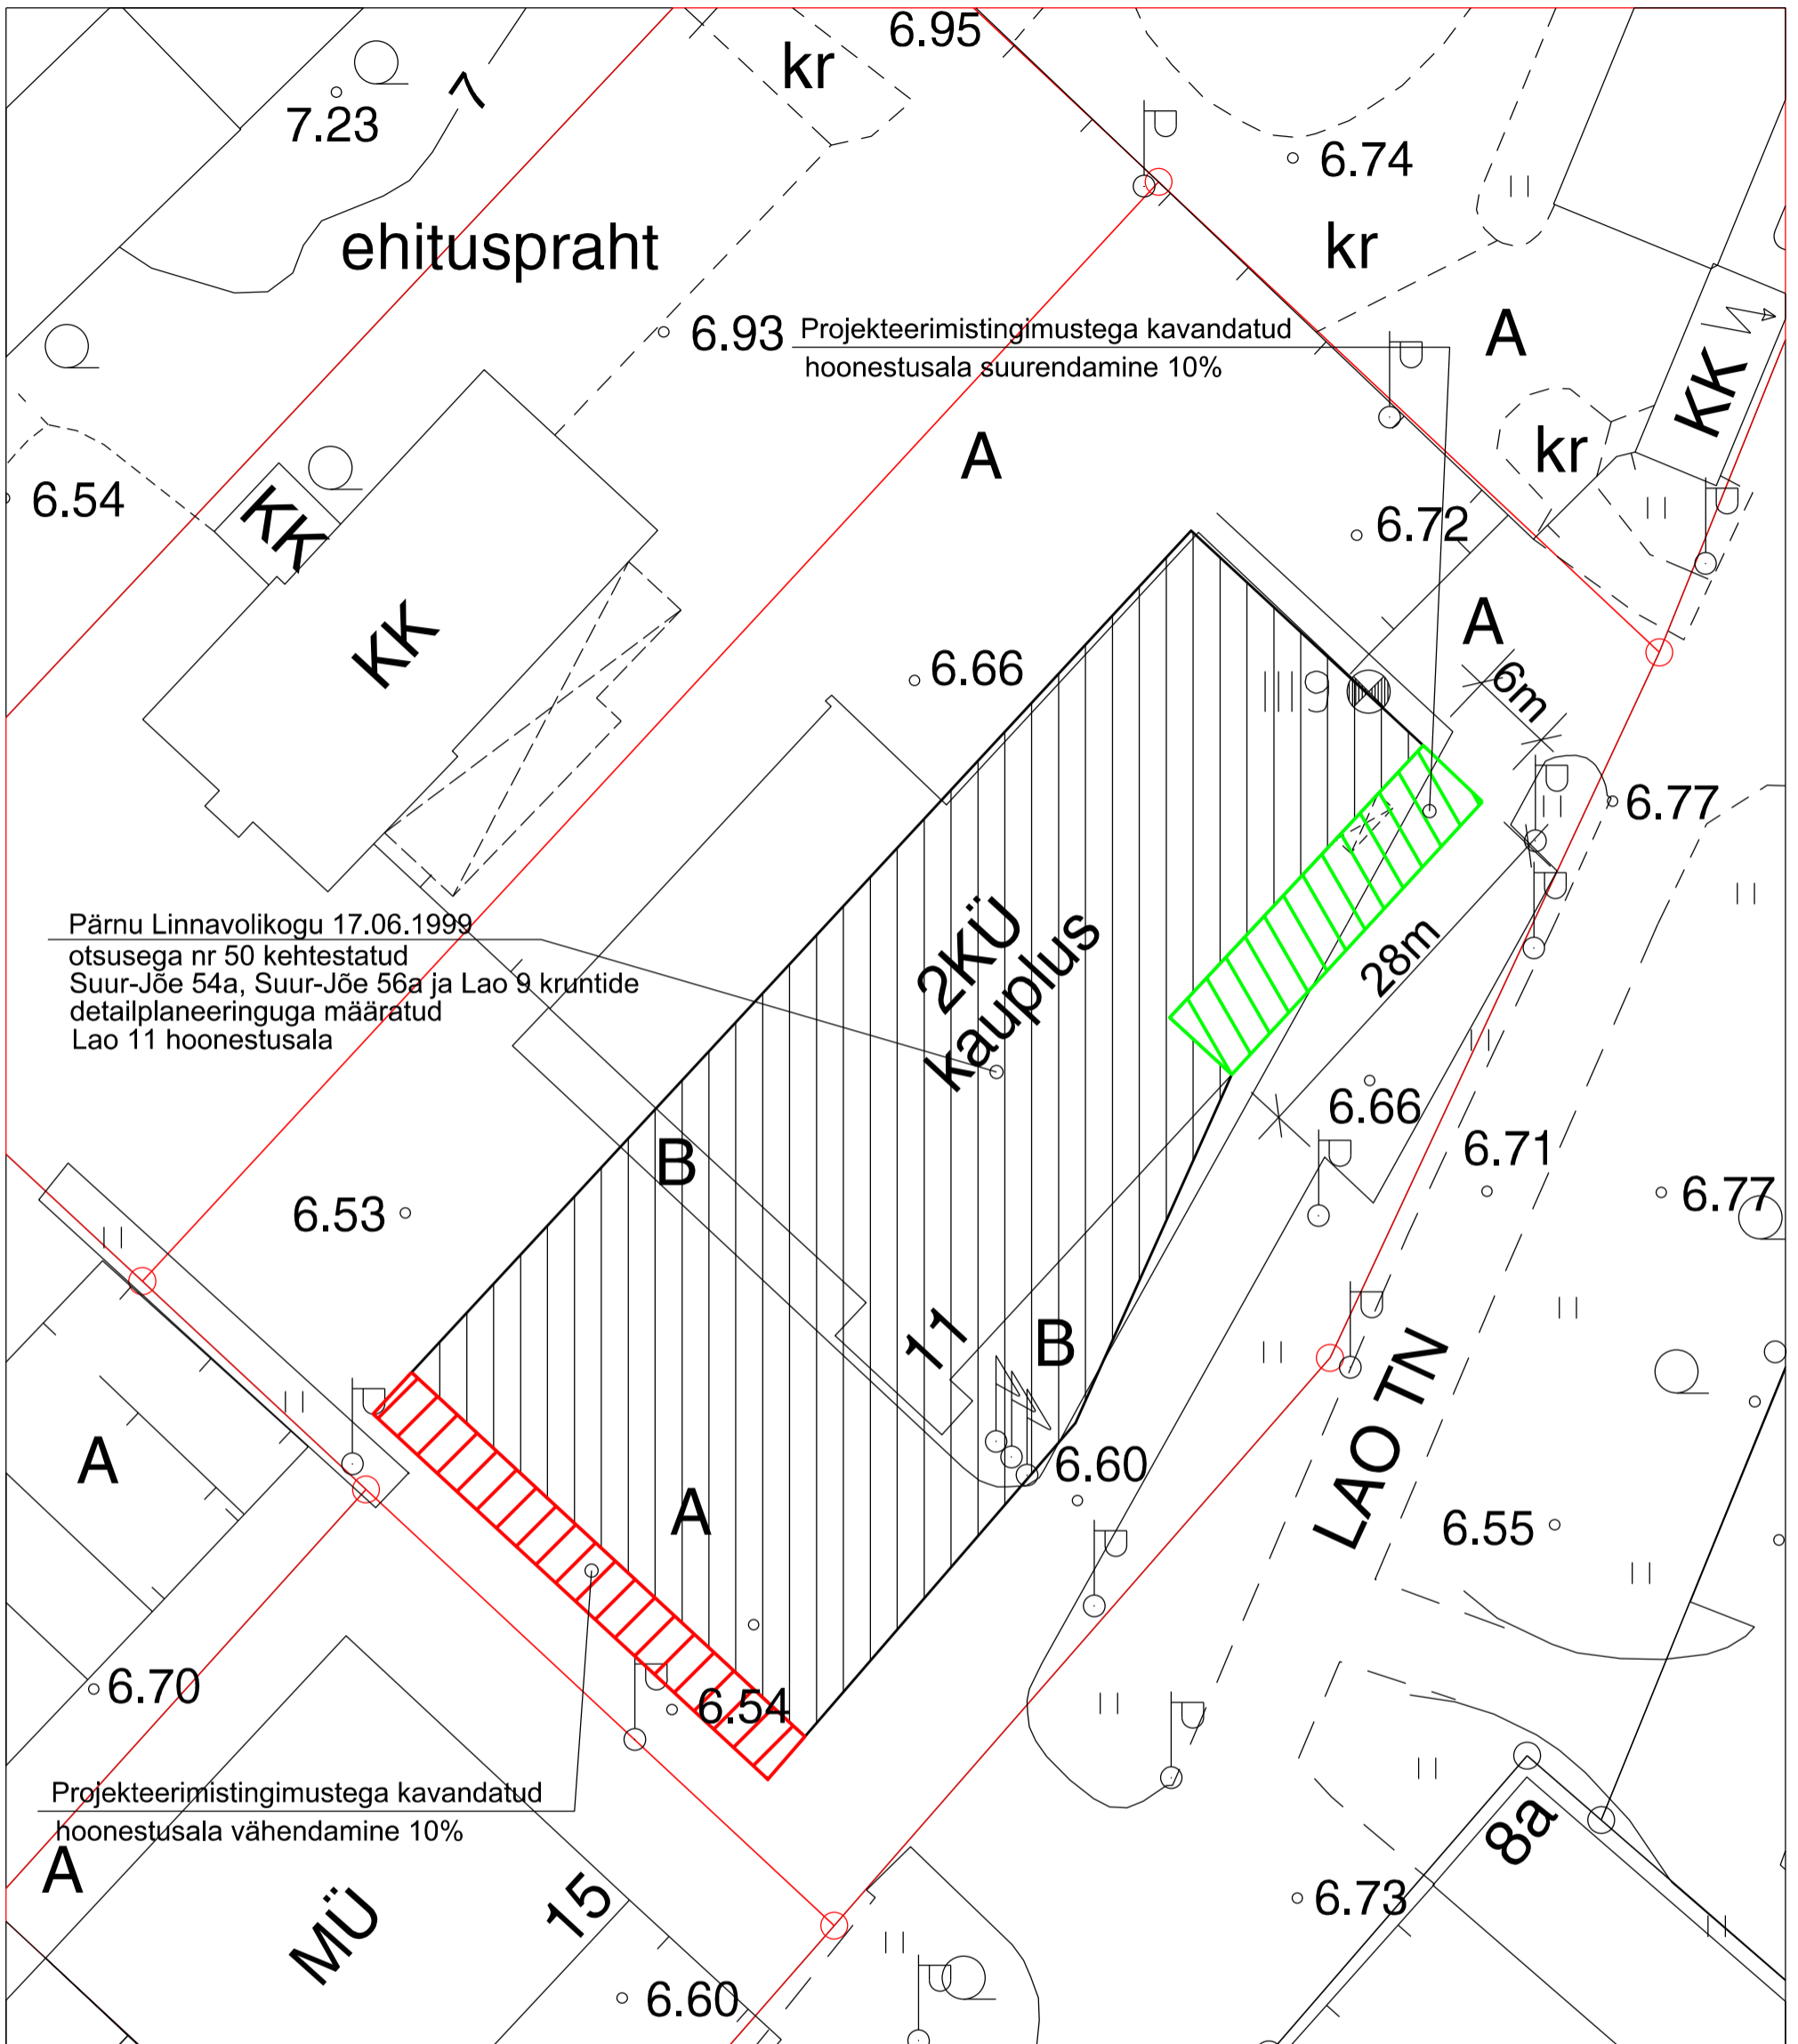 6.95
kr
7.23
7
6.74
ehituspraht
kr
6.93
Projekteerimistingimustega kavandatud
hoonestusala suurendamine 10%
A
KK
A
kr
6.54
KK
6.72
KK
A
6.66
6m
6.77
Pärnu Linnavolikogu 17.06.1999
otsusega nr 50 kehtestatud
Suur-Jõe 54a, Suur-Jõe 56a ja Lao 9 kruntide
detailplaneeringuga määratud
Lao 11 hoonestusala
2KÜ
kauplus
28m
6.66
6.71
B
6.53
6.77
11
B
LAO TN
A
6.60
A
6.55
6.70
6.54
Projekteerimistingimustega kavandatud
hoonestusala vähendamine 10%
A
8a
MÜ
15
6.73
6.60